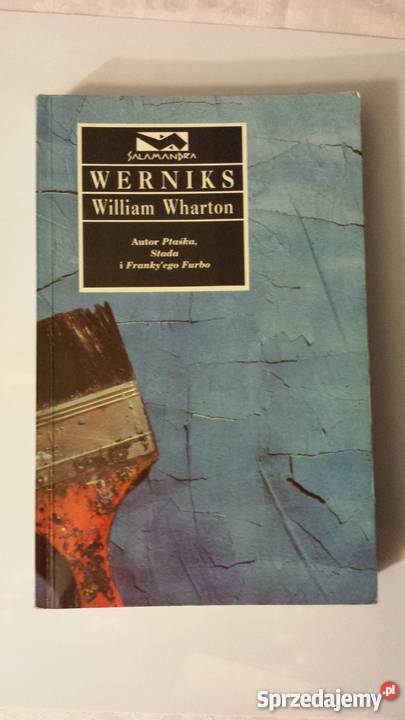 SALAMANDRA
WERNIKS
William Wharton
Autor Ptaśka,
Stada
i Franky'ego Furbo
Sprzedajemy.pl